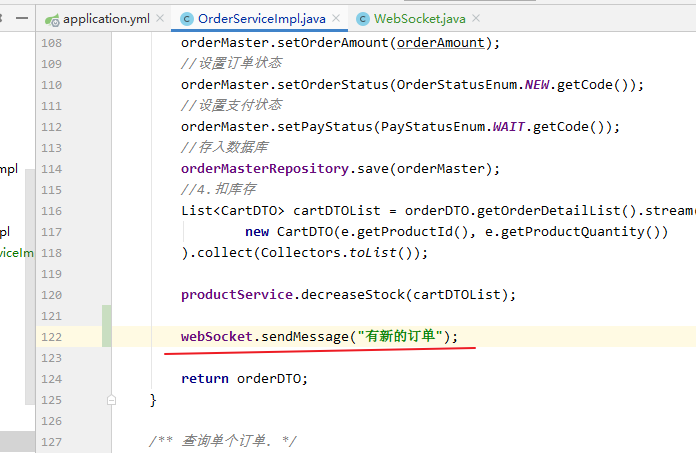 application.yml
OrderServiceImpl.java
WebSocket.java
108 orderMaster.setOrderAmount(orderAmount);
109 //设置订单状态
110 orderMaster.setOrderStatus(OrderStatusEnum.NEW.getCode());
111 //设置支付状态
112 orderMaster.setPayStatus(PayStatusEnum.WAIT.getCode());
113 //存入数据库
114 orderMasterRepository.save(orderMaster);
115 //4.扣库存
116 List<CartDTO> cartDTOList = orderDTO.getOrderDetailList().stream
117 new CartDTO(e.getProductId(), e.getProductQuantity())
118 ).collect(Collectors.toList());
119
120 productService.decreaseStock(cartDTOList);
121
122 webSocket.sendMessage("有新的订单");
123
124 return orderDTO;
125 }
126
127 /** 查询单个订单. */
mpl
pl
viceIm